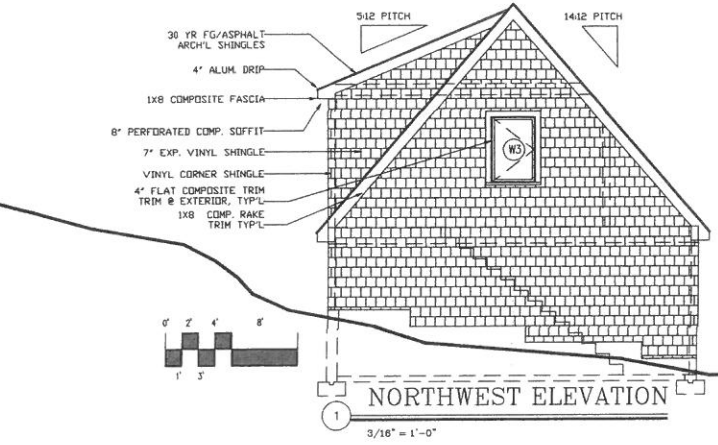 5:12 PITCH
14:12 PITCH
30 YR FG/ASPHALT
ARCH'L SHINGLES
4" ALUM. DRIP
1X8 COMPOSITE FASCIA
8" PERFORATED COMP. SOFFIT
7" EXP. VINYL SHINGLE
VINYL CORNER SHINGLE
4" FLAT COMPOSITE TRIM
TRIM @ EXTERIOR, TYP'L
1X8 COMP. RAKE
TRIM TYP'L
W3
0' 2' 4' 8'
1' 3'
1 NORTHWEST ELEVATION
3/16" = 1'-0"